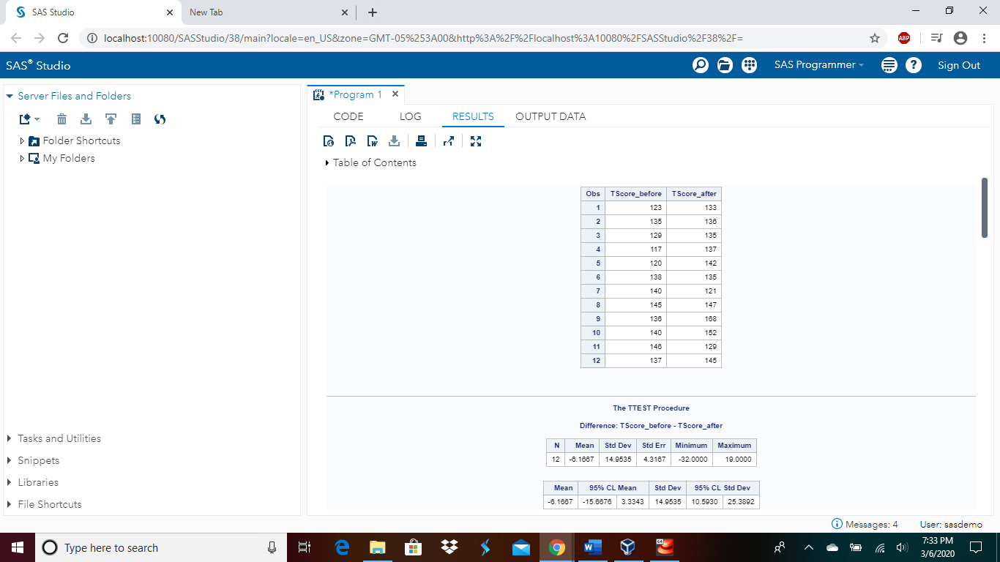 SAS Studio
New Tab
localhost:10080/SASStudio/38/main?locale=en_US&zone=GMT-05%253A00&http%3A%2F%2Flocalhost%3A10080%2FSASStudio%2F38%2F=
ABP
SAS® Studio
SAS Programmer
Sign Out
Server Files and Folders
Folder Shortcuts
My Folders
Tasks and Utilities
Snippets
Libraries
File Shortcuts
*Program 1
CODE LOG RESULTS OUTPUT DATA
Table of Contents
Obs TScore_before TScore_after
1 123 133
2 135 136
3 129 135
4 117 137
5 120 142
6 138 135
7 140 121
8 145 147
9 136 168
10 140 152
11 146 129
12 137 145
The TTEST Procedure
Difference: TScore_before - TScore_after
N Mean Std Dev Std Err Minimum Maximum
12 -6.1667 14.9535 4.3167 -32.0000 19.0000
Mean 95% CL Mean Std Dev 95% CL Std Dev
-6.1667 -15.6676 3.3343 14.9535 10.5930 25.3892
Messages: 4 User: sasdemo
Type here to search
7:33 PM
3/6/2020